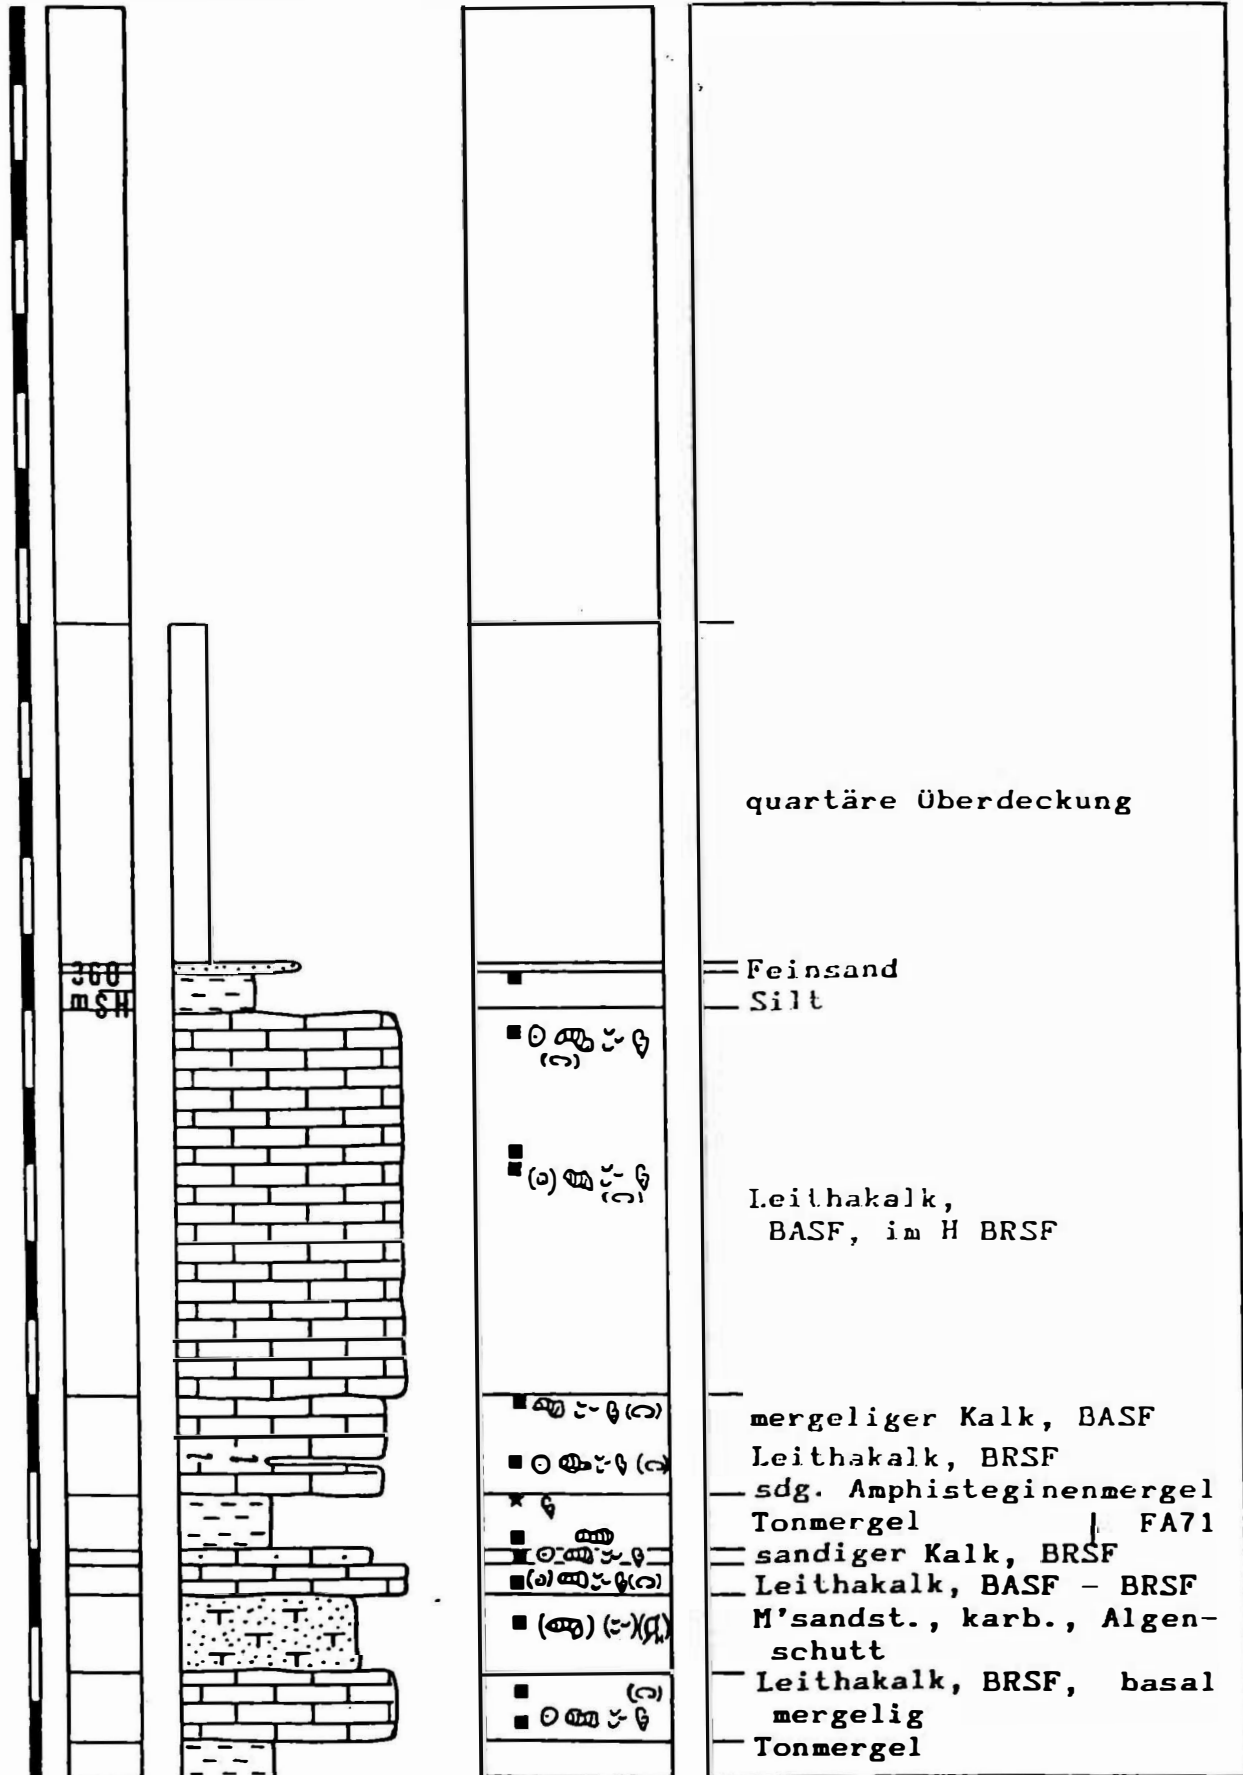 quartäre Überdeckung
360
m SH
Feinsand
Silt
Leithakalk,
BASF, im H BRSF
mergeliger Kalk, BASF
Leithakalk, BRSF
sdg. Amphisteginenmergel
Tonmergel | FA71
sandiger Kalk, BRSF
Leithakalk, BASF - BRSF
M'sandst., karb., Algen-
schutt
Leithakalk, BRSF, basal
mergelig
Tonmergel